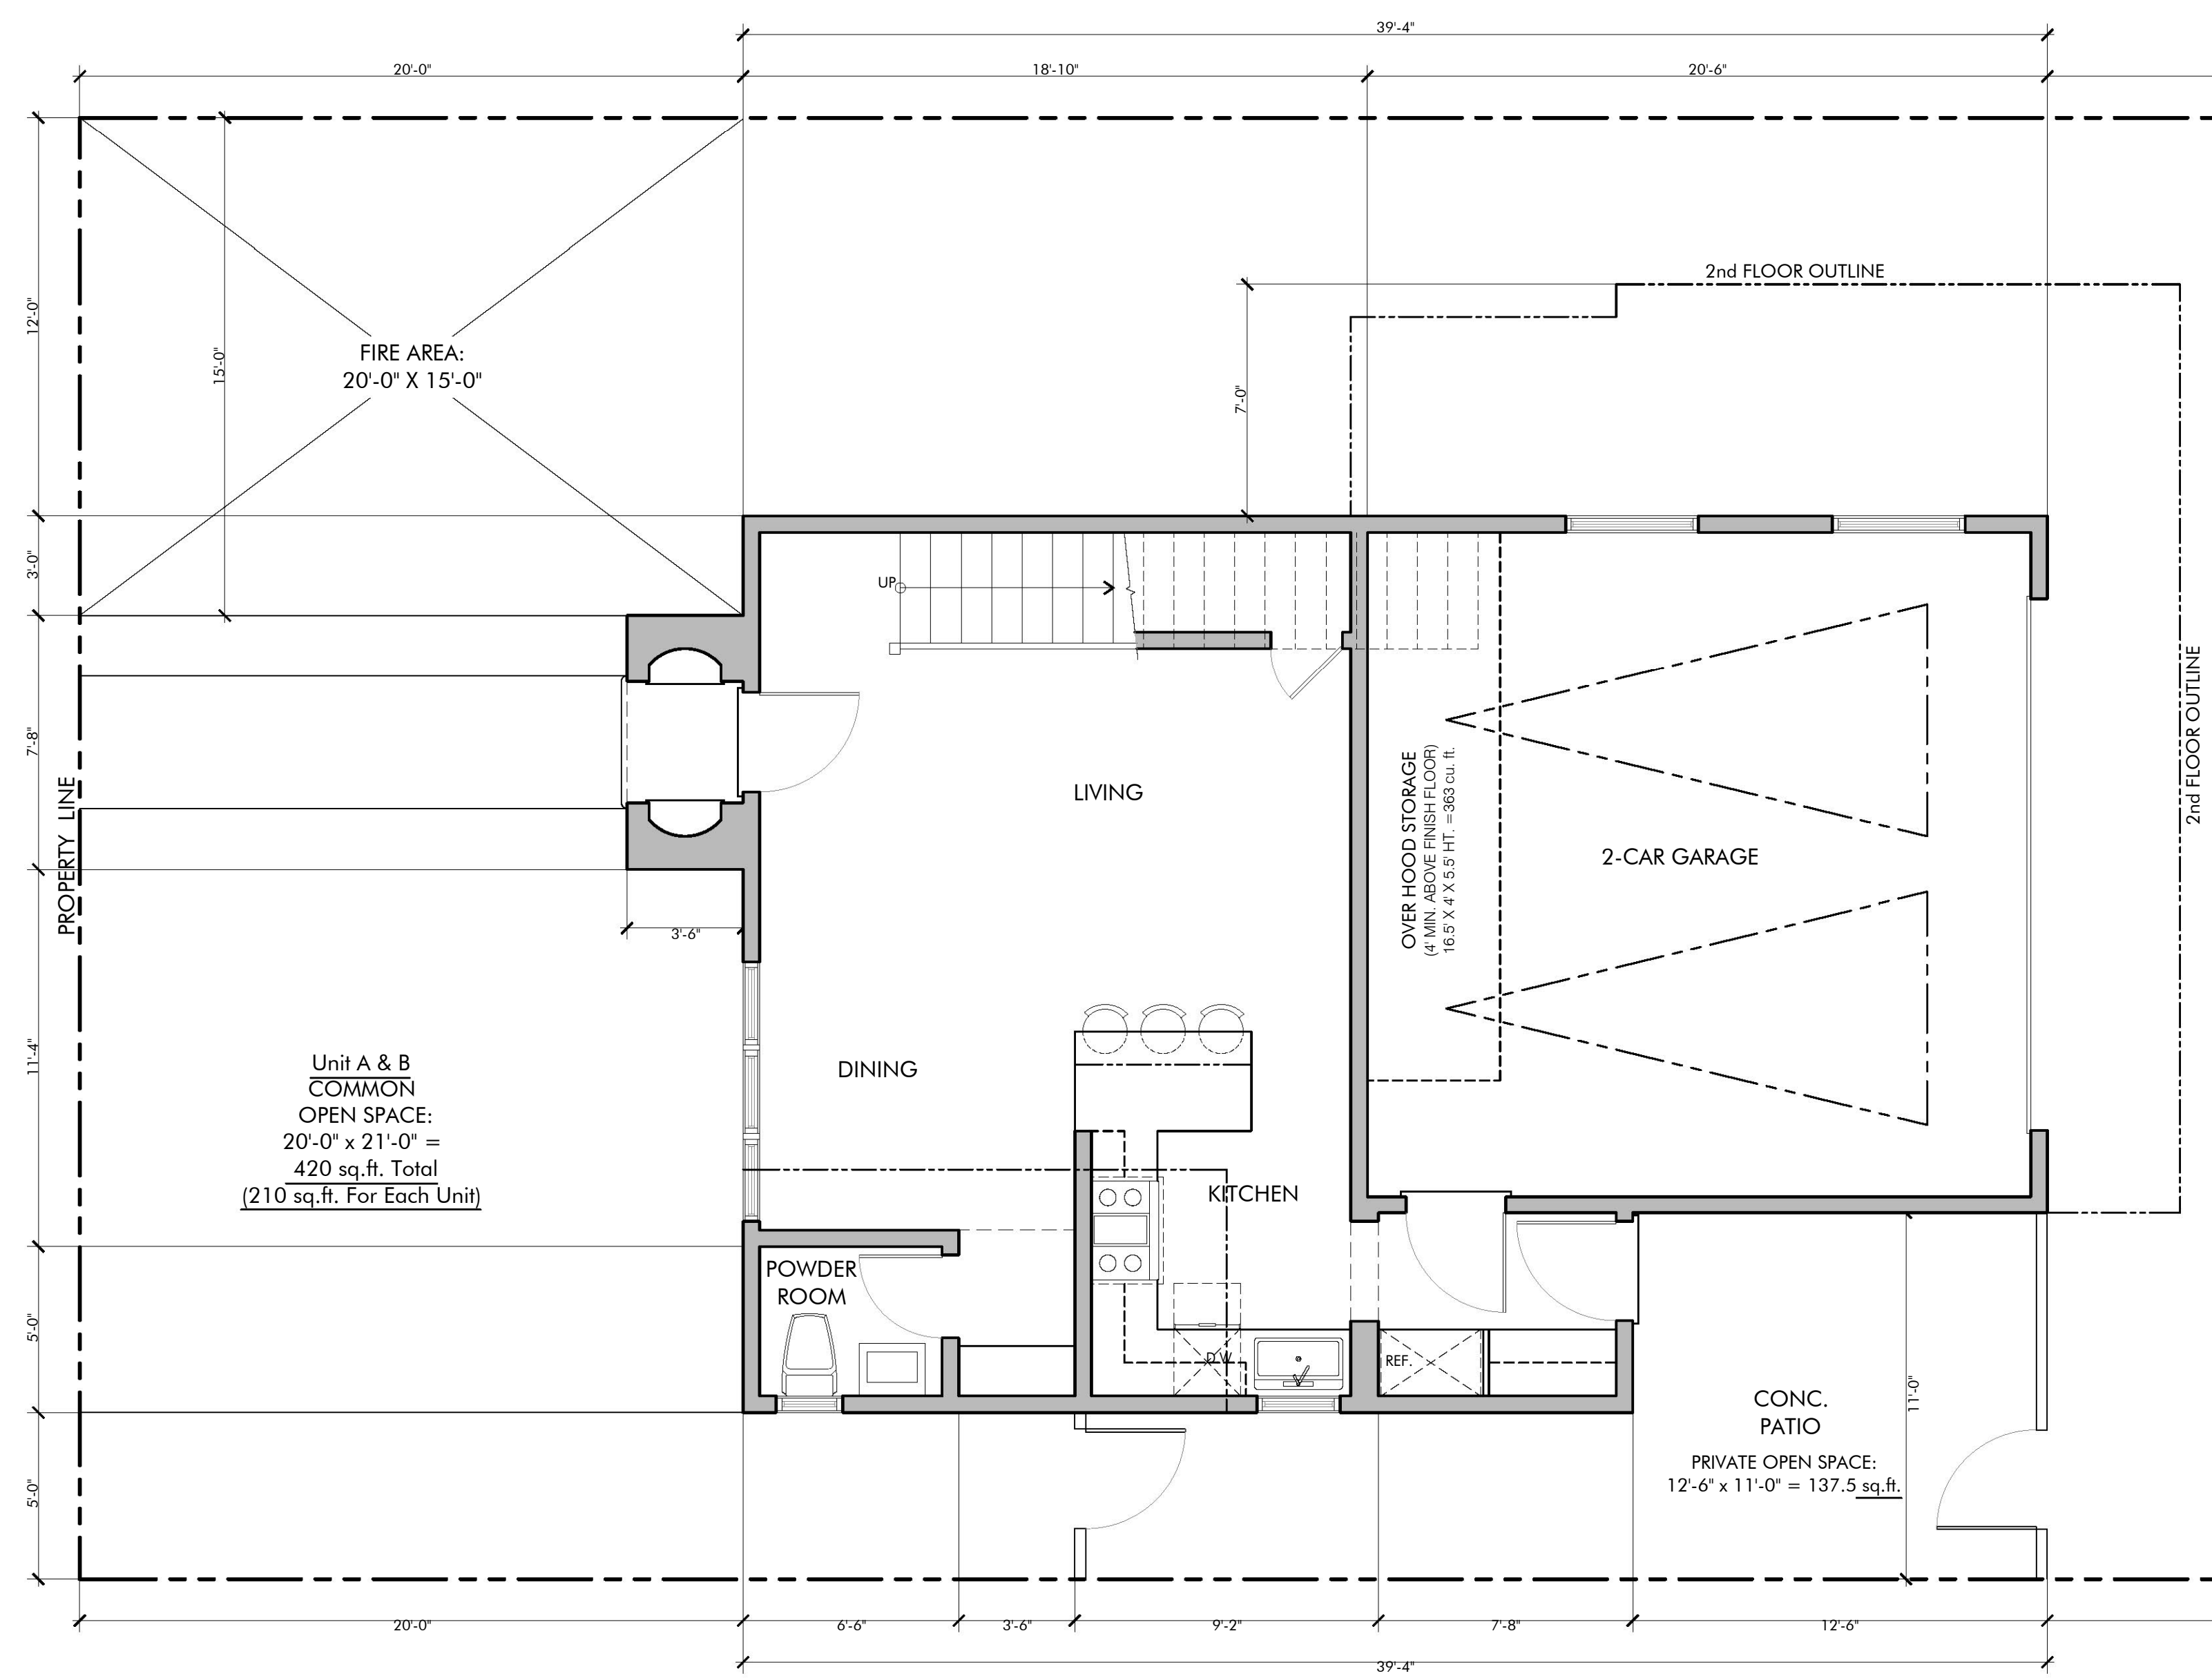 39'-4"
20'-0"
18'-10"
20'-6"
2nd FLOOR OUTLINE
12'-0"
15'-0"
FIRE AREA:
20'-0" X 15'-0"
7'-0"
3'-0"
UP
7'-8"
PROPERTY LINE
LIVING
OVER HOOD STORAGE
(4' MIN. ABOVE FINISH FLOOR)
16.5' X 4' X 5.5' HT. =363 cu. ft.
2-CAR GARAGE
2nd FLOOR OUTLINE
3'-6"
11'-4"
Unit A & B
COMMON
OPEN SPACE:
20'-0" x 21'-0" =
420 sq.ft. Total
(210 sq.ft. For Each Unit)
DINING
KITCHEN
POWDER
ROOM
5'-0"
D.W.
REF.
CONC.
PATIO
11'-0"
PRIVATE OPEN SPACE:
12'-6" x 11'-0" = 137.5 sq.ft.
5'-0"
20'-0"
6'-6"
3'-6"
9'-2"
7'-8"
12'-6"
39'-4"